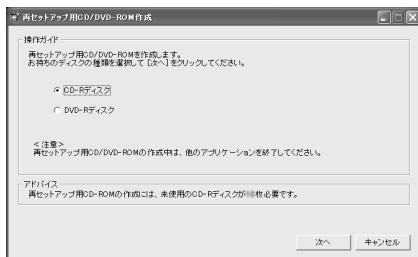 再セットアップ用CD/DVD-ROM作成
操作ガイド
再セットアップ用CD/DVD-ROMを作成します。
お持ちのディスクの種類を選択して［次へ］をクリックしてください。
CD-Rディスク
DVD-Rディスク
＜注意＞
再セットアップ用CD/DVD-ROMの作成中は、他のアプリケーションを終了してください。
アドバイス
再セットアップ用CD-ROMの作成には、未使用のCD-Rディスクが枚必要です。
次へ
キャンセル